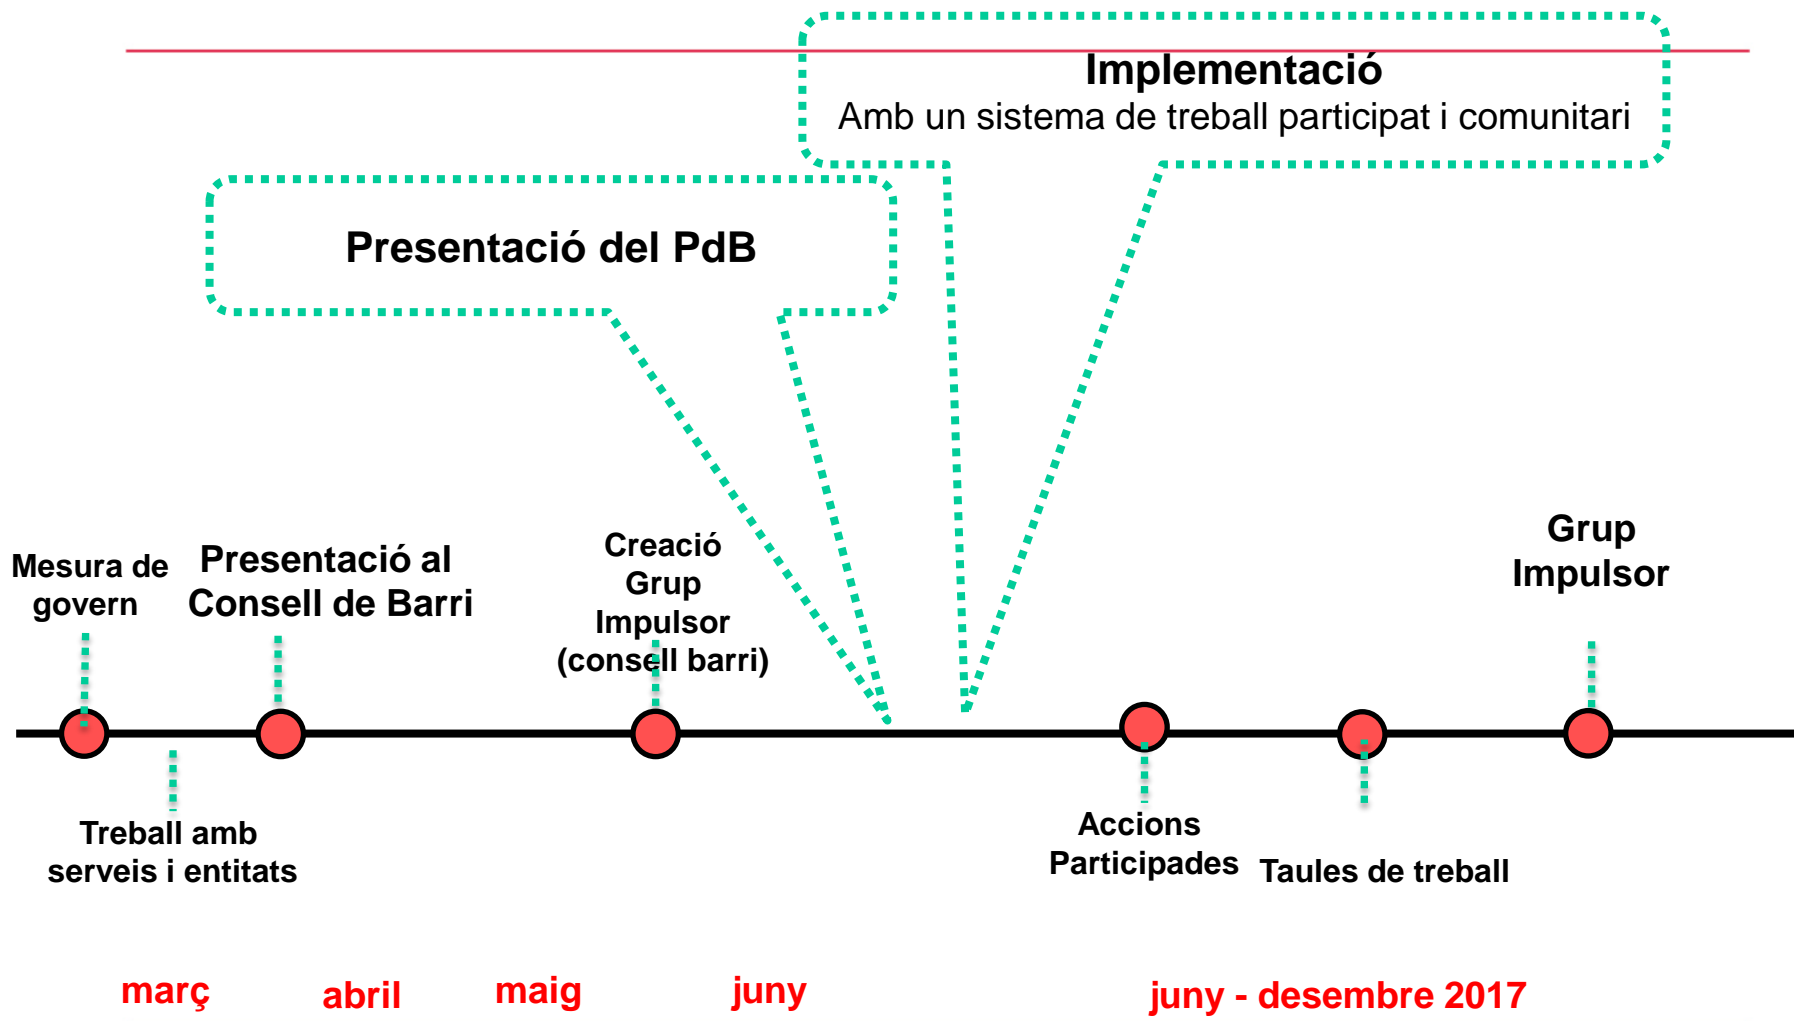 Implementació
Amb un sistema de treball participat i comunitari
Presentació del PdB
Mesura de
govern
Presentació al
Consell de Barri
Creació
Grup
Impulsor
(consell barri)
Grup
Impulsor
Treball amb
serveis i entitats
Accions
Participades
Taules de treball
març
abril
maig
juny
juny - desembre 2017